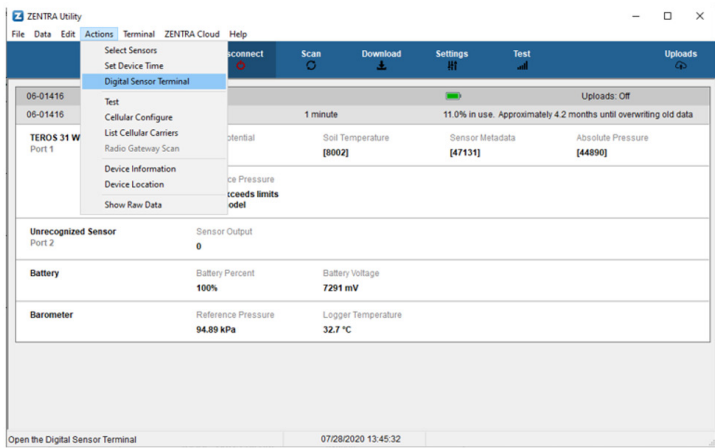 ZENTRA Utility
File Data Edit Actions Terminal ZENTRA Cloud Help
Select Sensors
Set Device Time
Digital Sensor Terminal
Test
Cellular Configure
List Cellular Carriers
Radio Gateway Scan
Device Information
Device Location
Show Raw Data
sconnect Scan Download Settings Test Uploads
06-01416 Uploads: Off
06-01416 1 minute 11.0% in use. Approximately 4.2 months until overwriting old data
TEROS 31 W otential Soil Temperature Sensor Metadata Absolute Pressure
Port 1 [8002] [47131] [44890]
ce Pressure
xceeds limits
odel
Unrecognized Sensor Sensor Output
Port 2 0
Battery Battery Percent Battery Voltage
100% 7291 mV
Barometer Reference Pressure Logger Temperature
94.89 kPa 32.7 °C
Open the Digital Sensor Terminal 07/28/2020 13:45:32